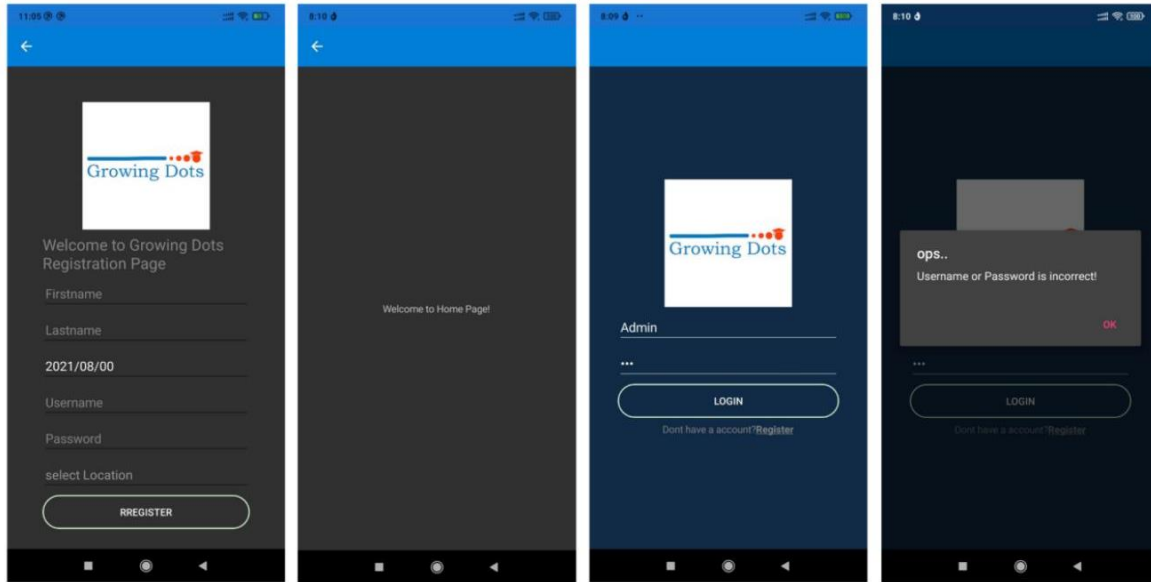 11:05
Growing Dots
Welcome to Growing Dots
Registration Page
Firstname
Lastname
2021/08/00
Username
Password
select Location
RREGISTER
8:10
Welcome to Home Page!
8:09
Growing Dots
Admin
LOGIN
Dont have a account?Register
8:10
100
ops..
Username or Password is incorrect!
OK
LOGIN
Dont have a account?Register